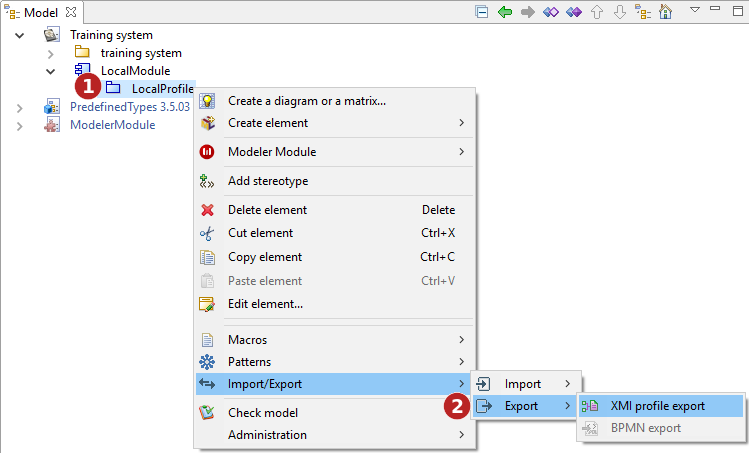 Model
Training system
training system
LocalModule
1 LocalProfile
PredefinedTypes 3.5.03
ModelerModule
Create a diagram or a matrix...
Create element
Modeler Module
Add stereotype
Delete element Delete
Cut element Ctrl+X
Copy element Ctrl+C
Paste element Ctrl+V
Edit element...
Macros
Patterns
Import/Export
Check model
Administration
Import
2 Export
XMI profile export
BPMN export